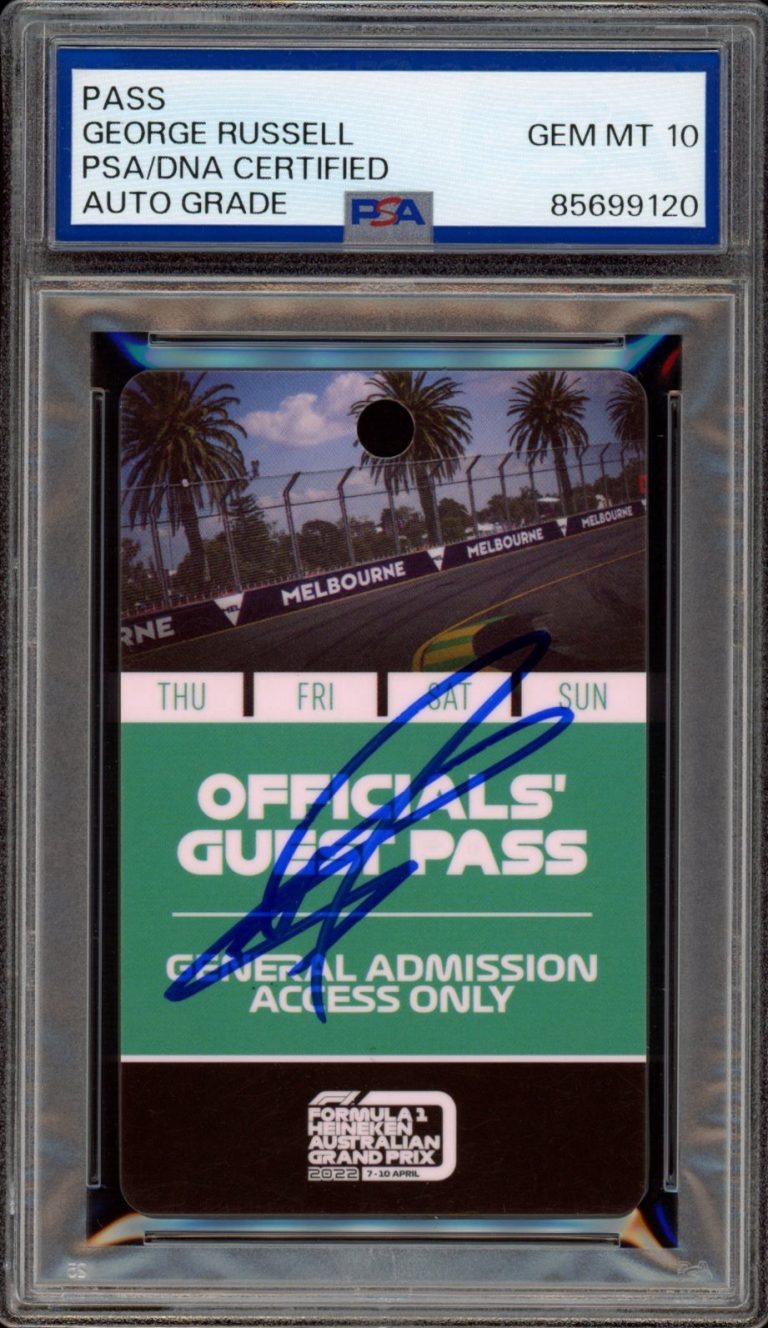 PASS
GEORGE RUSSELL GEM MT 10
PSA/DNA CERTIFIED
AUTO GRADE PSA 85699120
RNE MELBOURNE MELBOURNE MELBOURNE
THU FRI SAT SUN
OFFICIALS'
GUEST PASS
GENERAL ADMISSION
ACCESS ONLY
F1
FORMULA 1
HEINEKEN
AUSTRALIAN
GRAND PRIX
2022 7-10 APRIL